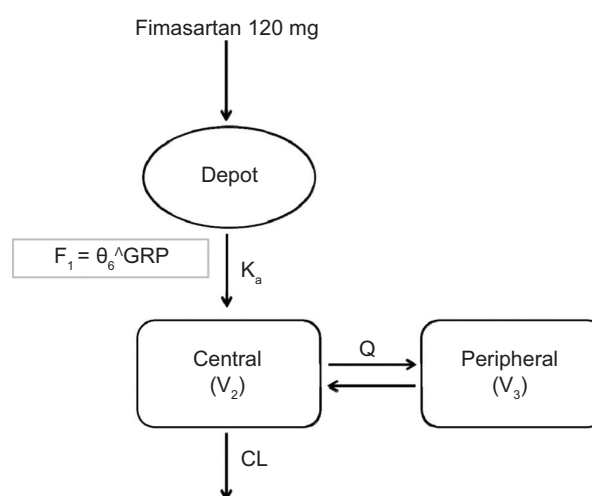 Fimasartan 120 mg
Depot
F₁ = θ₆^GRP
Kₐ
Central
(V₂)
Q
Peripheral
(V₃)
CL